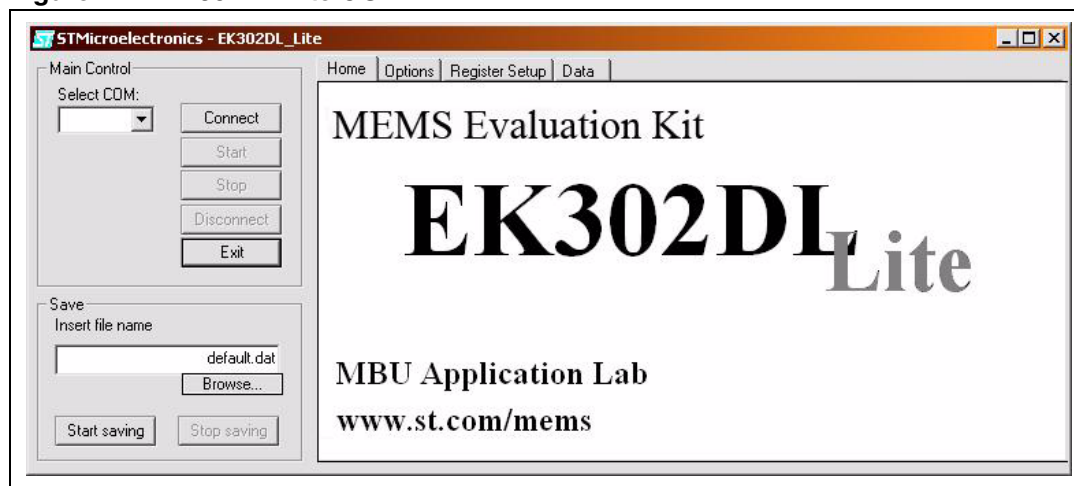 STMicroelectronics - EK302DL_Lite
Main Control
Select COM:
Connect
Start
Stop
Disconnect
Exit
Save
Insert file name
default.dat
Browse...
Start saving
Stop saving
Home Options Register Setup Data
MEMS Evaluation Kit
EK302DL
Lite
MBU Application Lab
www.st.com/mems